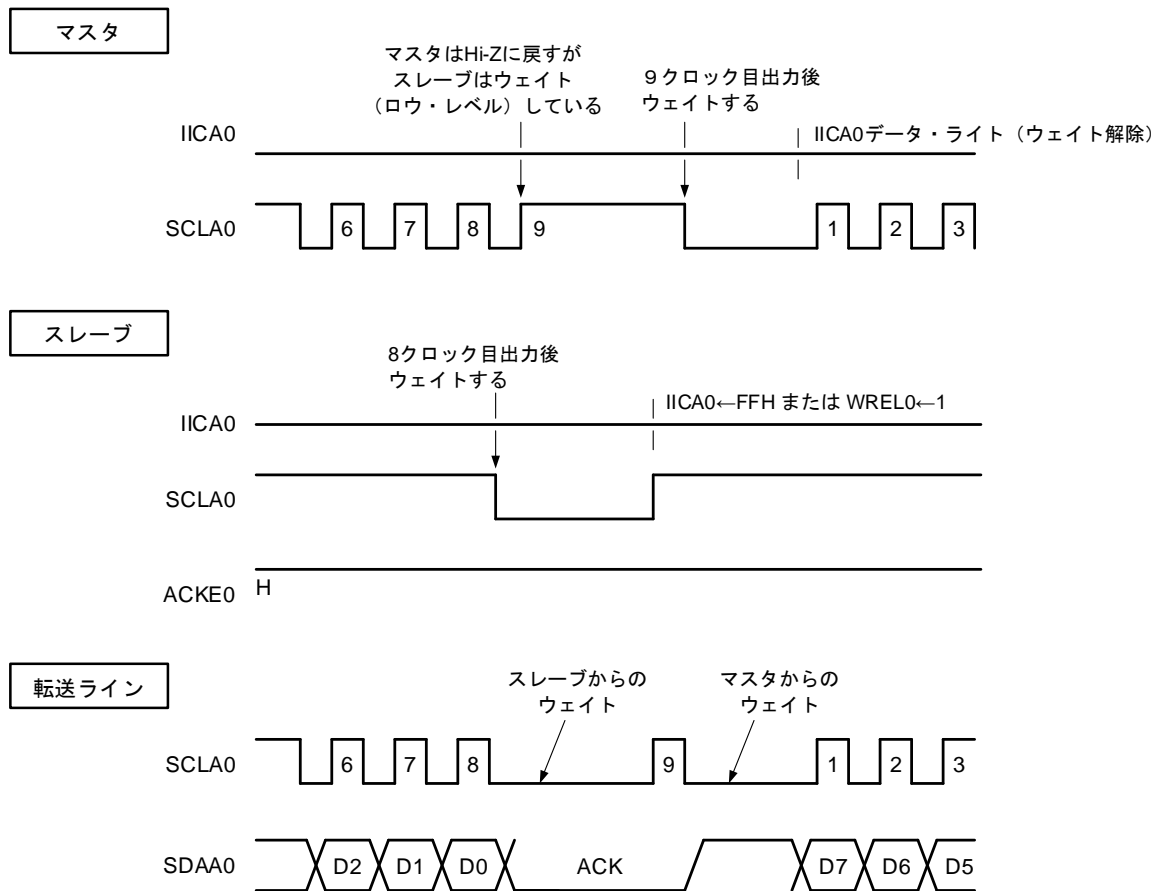 マスタ
マスタはHi-Zに戻すが
スレーブはウェイト
（ロウ・レベル）している
９クロック目出力後
ウェイトする
IICA0
IICA0データ・ライト（ウェイト解除）
SCLA0
6 7 8 9 1 2 3
スレーブ
8クロック目出力後
ウェイトする
IICA0
IICA0←FFH または WREL0←1
SCLA0
ACKE0
H
転送ライン
スレーブからの
ウェイト
マスタからの
ウェイト
SCLA0
6 7 8 9 1 2 3
SDAA0
D2 D1 D0 ACK D7 D6 D5